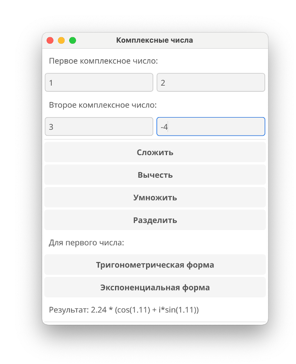 Комплексные числа
Первое комплексное число:
1 2
Второе комплексное число:
3 -4
Сложить
Вычесть
Умножить
Разделить
Для первого числа:
Тригонометрическая форма
Экспоненциальная форма
Результат: 2.24 * (cos(1.11) + i*sin(1.11))